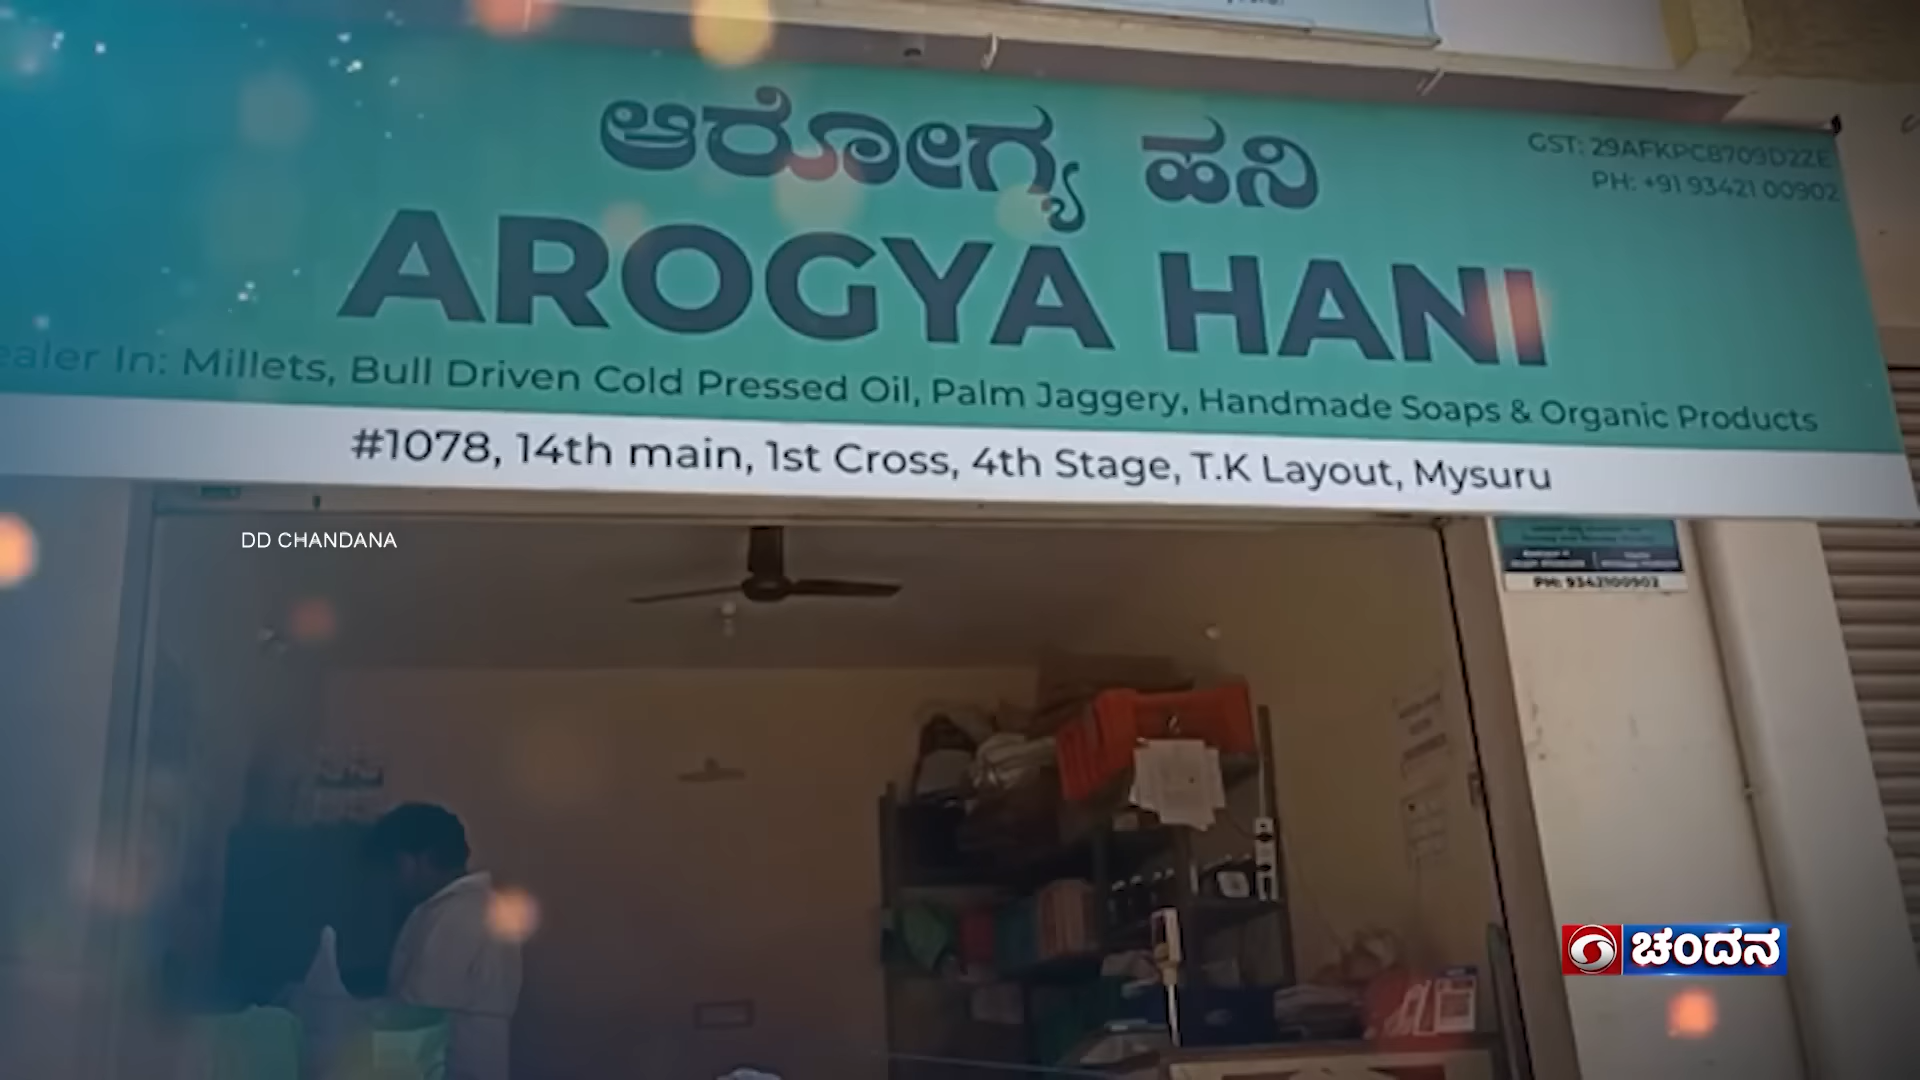 ಆರೋಗ್ಯ ಹನಿ
GST: 29AFKPC8709D2ZE
PH: +91 93421 00902
AROGYA HANI
ealer In: Millets, Bull Driven Cold Pressed Oil, Palm Jaggery, Handmade Soaps & Organic Products
#1078, 14th main, 1st Cross, 4th Stage, T.K Layout, Mysuru
DD CHANDANA
PH: 9342100902
ಚಂದನ